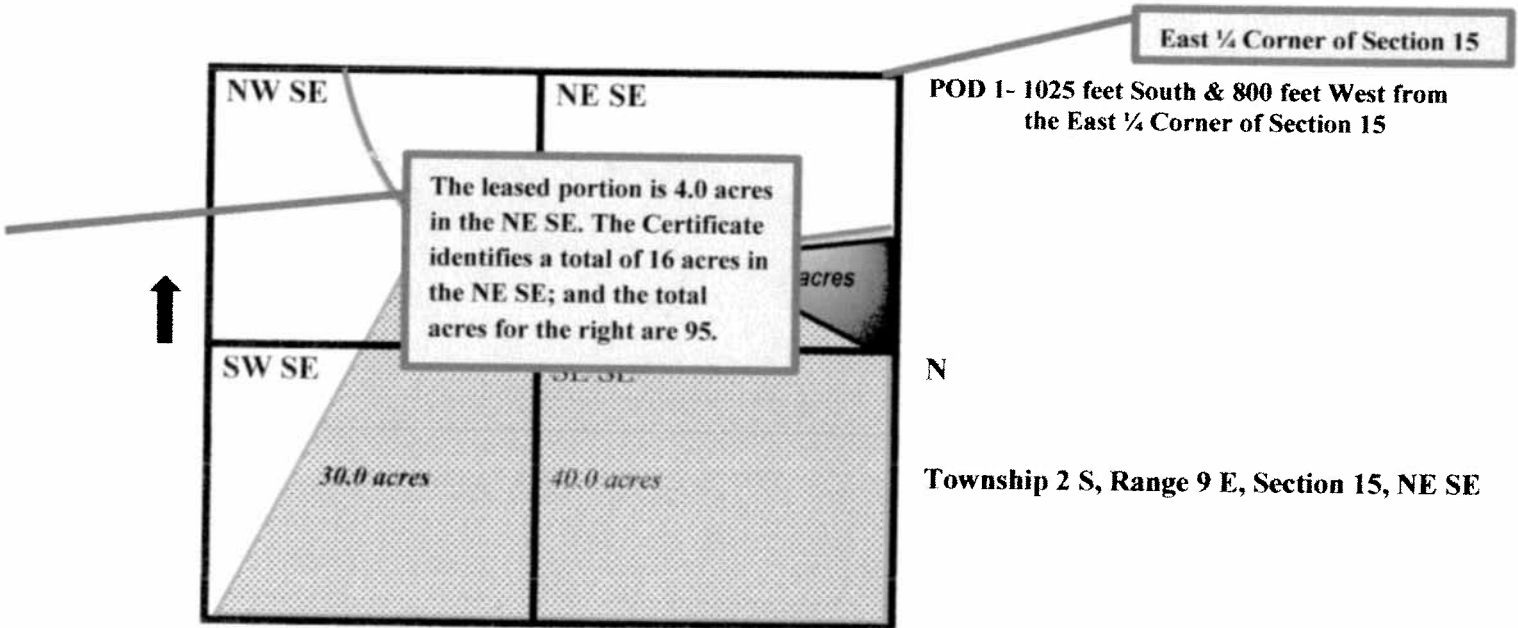 East ¼ Corner of Section 15
NW SE
NE SE
POD 1- 1025 feet South & 800 feet West from
the East ¼ Corner of Section 15
The leased portion is 4.0 acres
in the NE SE. The Certificate
identifies a total of 16 acres in
the NE SE; and the total
acres for the right are 95.
acres
SW SE
SE SE
N
30.0 acres
40.0 acres
Township 2 S, Range 9 E, Section 15, NE SE